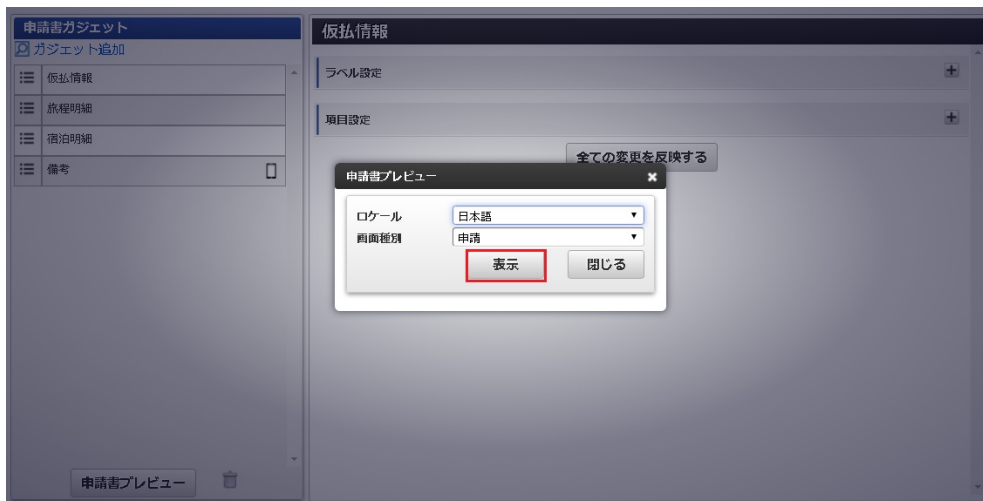 申請書ガジェット
ガジェット追加
仮払情報
旅程明細
宿泊明細
備考
申請書プレビュー
仮払情報
ラベル設定
項目設定
全ての変更を反映する
申請書プレビュー
ロケール 日本語
画面種別 申請
表示 閉じる